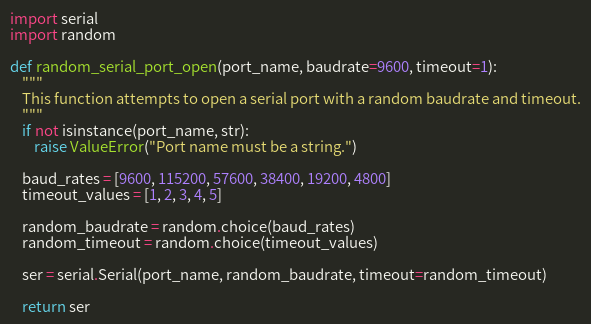 import serial
import random

def random_serial_port_open(port_name, baudrate=9600, timeout=1):
    """
    This function attempts to open a serial port with a random baudrate and timeout.
    """
    if not isinstance(port_name, str):
        raise ValueError("Port name must be a string.")

    baud_rates = [9600, 115200, 57600, 38400, 19200, 4800]
    timeout_values = [1, 2, 3, 4, 5]

    random_baudrate = random.choice(baud_rates)
    random_timeout = random.choice(timeout_values)

    ser = serial.Serial(port_name, random_baudrate, timeout=random_timeout)

    return ser